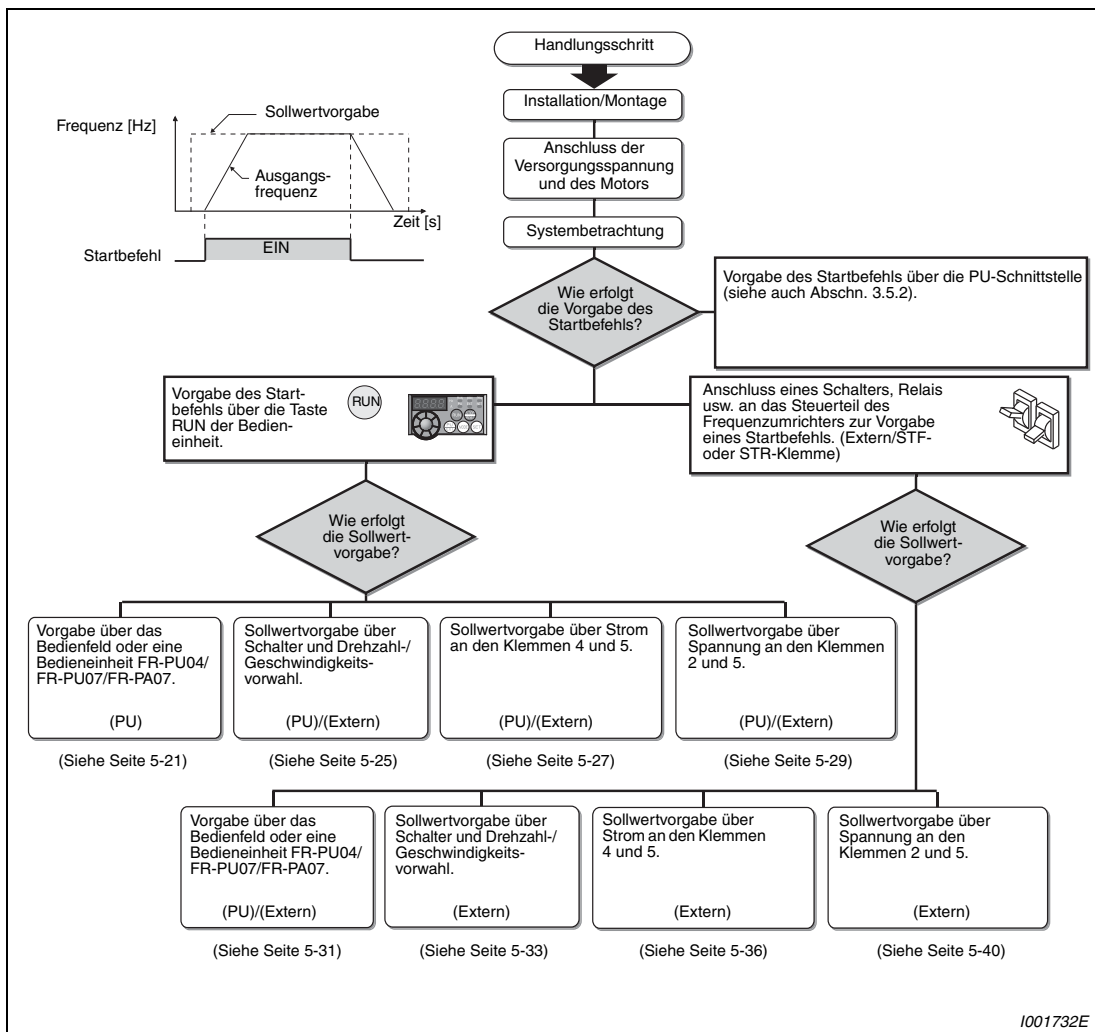 Handlungsschritt
Installation/Montage
Anschluss der
Versorgungsspannung
und des Motors
Systembetrachtung
Frequenz [Hz]
Sollwertvorgabe
Ausgangs-
frequenz
Zeit [s]
Startbefehl
EIN
Wie erfolgt
die Vorgabe des
Startbefehls?
Vorgabe des Startbefehls über die PU-Schnittstelle
(siehe auch Abschn. 3.5.2).
Vorgabe des Start-
befehls über die Taste
RUN der Bedien-
einheit.
RUN
Anschluss eines Schalters, Relais
usw. an das Steuerteil des
Frequenzumrichters zur Vorgabe
eines Startbefehls. (Extern/STF-
oder STR-Klemme)
Wie erfolgt
die Sollwert-
vorgabe?
Wie erfolgt
die Sollwert-
vorgabe?
Vorgabe über das
Bedienfeld oder eine
Bedieneinheit FR-PU04/
FR-PU07/FR-PA07.
(PU)
(Siehe Seite 5-21)
Sollwertvorgabe über
Schalter und Drehzahl-/
Geschwindigkeits-
vorwahl.
(PU)/(Extern)
(Siehe Seite 5-25)
Sollwertvorgabe über Strom
an den Klemmen 4 und 5.
(PU)/(Extern)
(Siehe Seite 5-27)
Sollwertvorgabe über
Spannung an den Klemmen
2 und 5.
(PU)/(Extern)
(Siehe Seite 5-29)
Vorgabe über das
Bedienfeld oder eine
Bedieneinheit FR-PU04/
FR-PU07/FR-PA07.
(PU)/(Extern)
(Siehe Seite 5-31)
Sollwertvorgabe über
Schalter und Drehzahl-/
Geschwindigkeits-
vorwahl.
(Extern)
(Siehe Seite 5-33)
Sollwertvorgabe über
Strom an den Klemmen
4 und 5.
(Extern)
(Siehe Seite 5-36)
Sollwertvorgabe über
Spannung an den
Klemmen 2 und 5.
(Extern)
(Siehe Seite 5-40)
I001732E